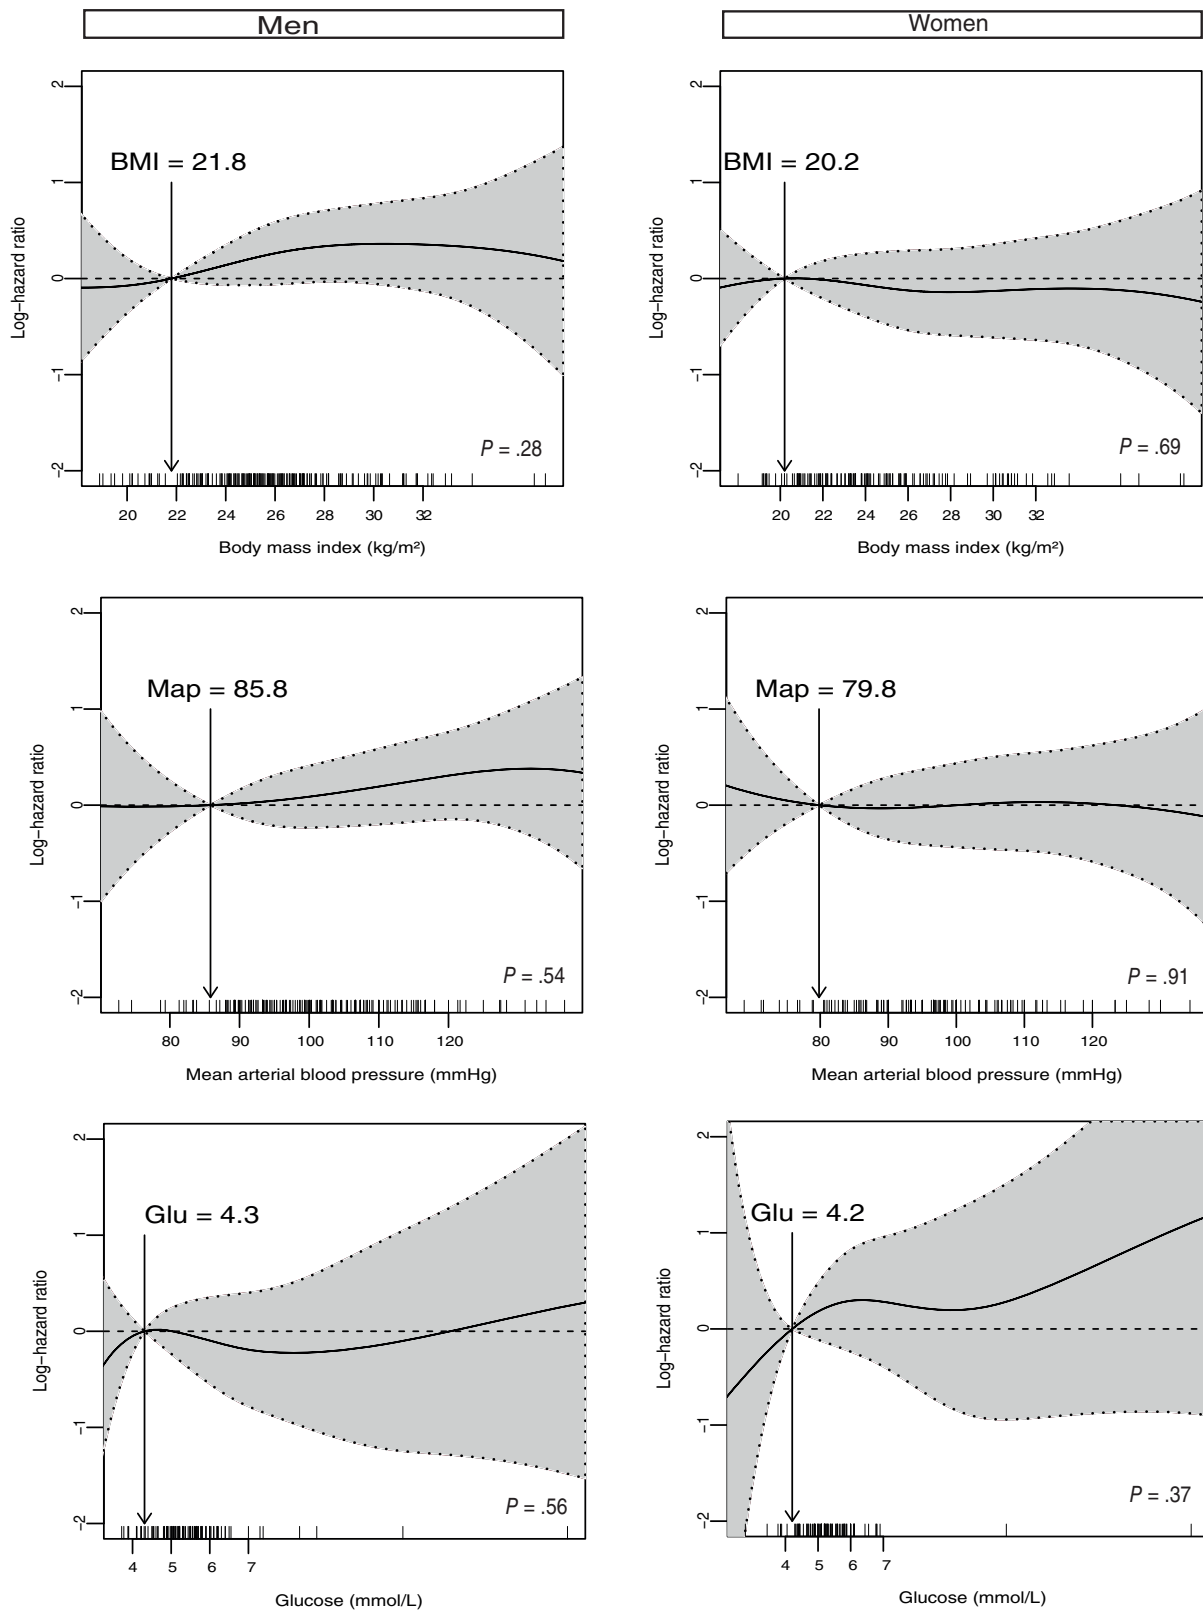 Men
Women
BMI = 21.8
Log−hazard ratio
2
1
0
-1
-2
P = .28
20 22 24 26 28 30 32
Body mass index (kg/m²)
BMI = 20.2
Log−hazard ratio
2
1
0
-1
-2
P = .69
20 22 24 26 28 30 32
Body mass index (kg/m²)
Map = 85.8
Log−hazard ratio
2
1
0
-1
-2
P = .54
80 90 100 110 120
Mean arterial blood pressure (mmHg)
Map = 79.8
Log−hazard ratio
2
1
0
-1
-2
P = .91
80 90 100 110 120
Mean arterial blood pressure (mmHg)
Glu = 4.3
Log−hazard ratio
2
1
0
-1
-2
P = .56
4 5 6 7
Glucose (mmol/L)
Glu = 4.2
Log−hazard ratio
2
1
0
-1
-2
P = .37
4 5 6 7
Glucose (mmol/L)